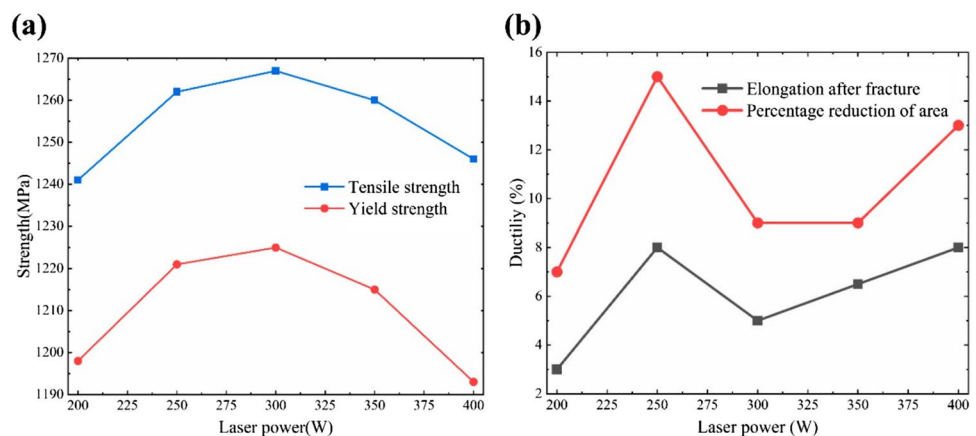 (a)
1270
1260
1250
1240
1230
1220
1210
1200
1190
Strength(MPa)
Tensile strength
Yield strength
200 225 250 275 300 325 350 375 400
Laser power(W)
(b)
16
14
12
10
8
6
4
2
Ductiliy (%)
Elongation after fracture
Percentage reduction of area
200 225 250 275 300 325 350 375 400
Laser power (W)